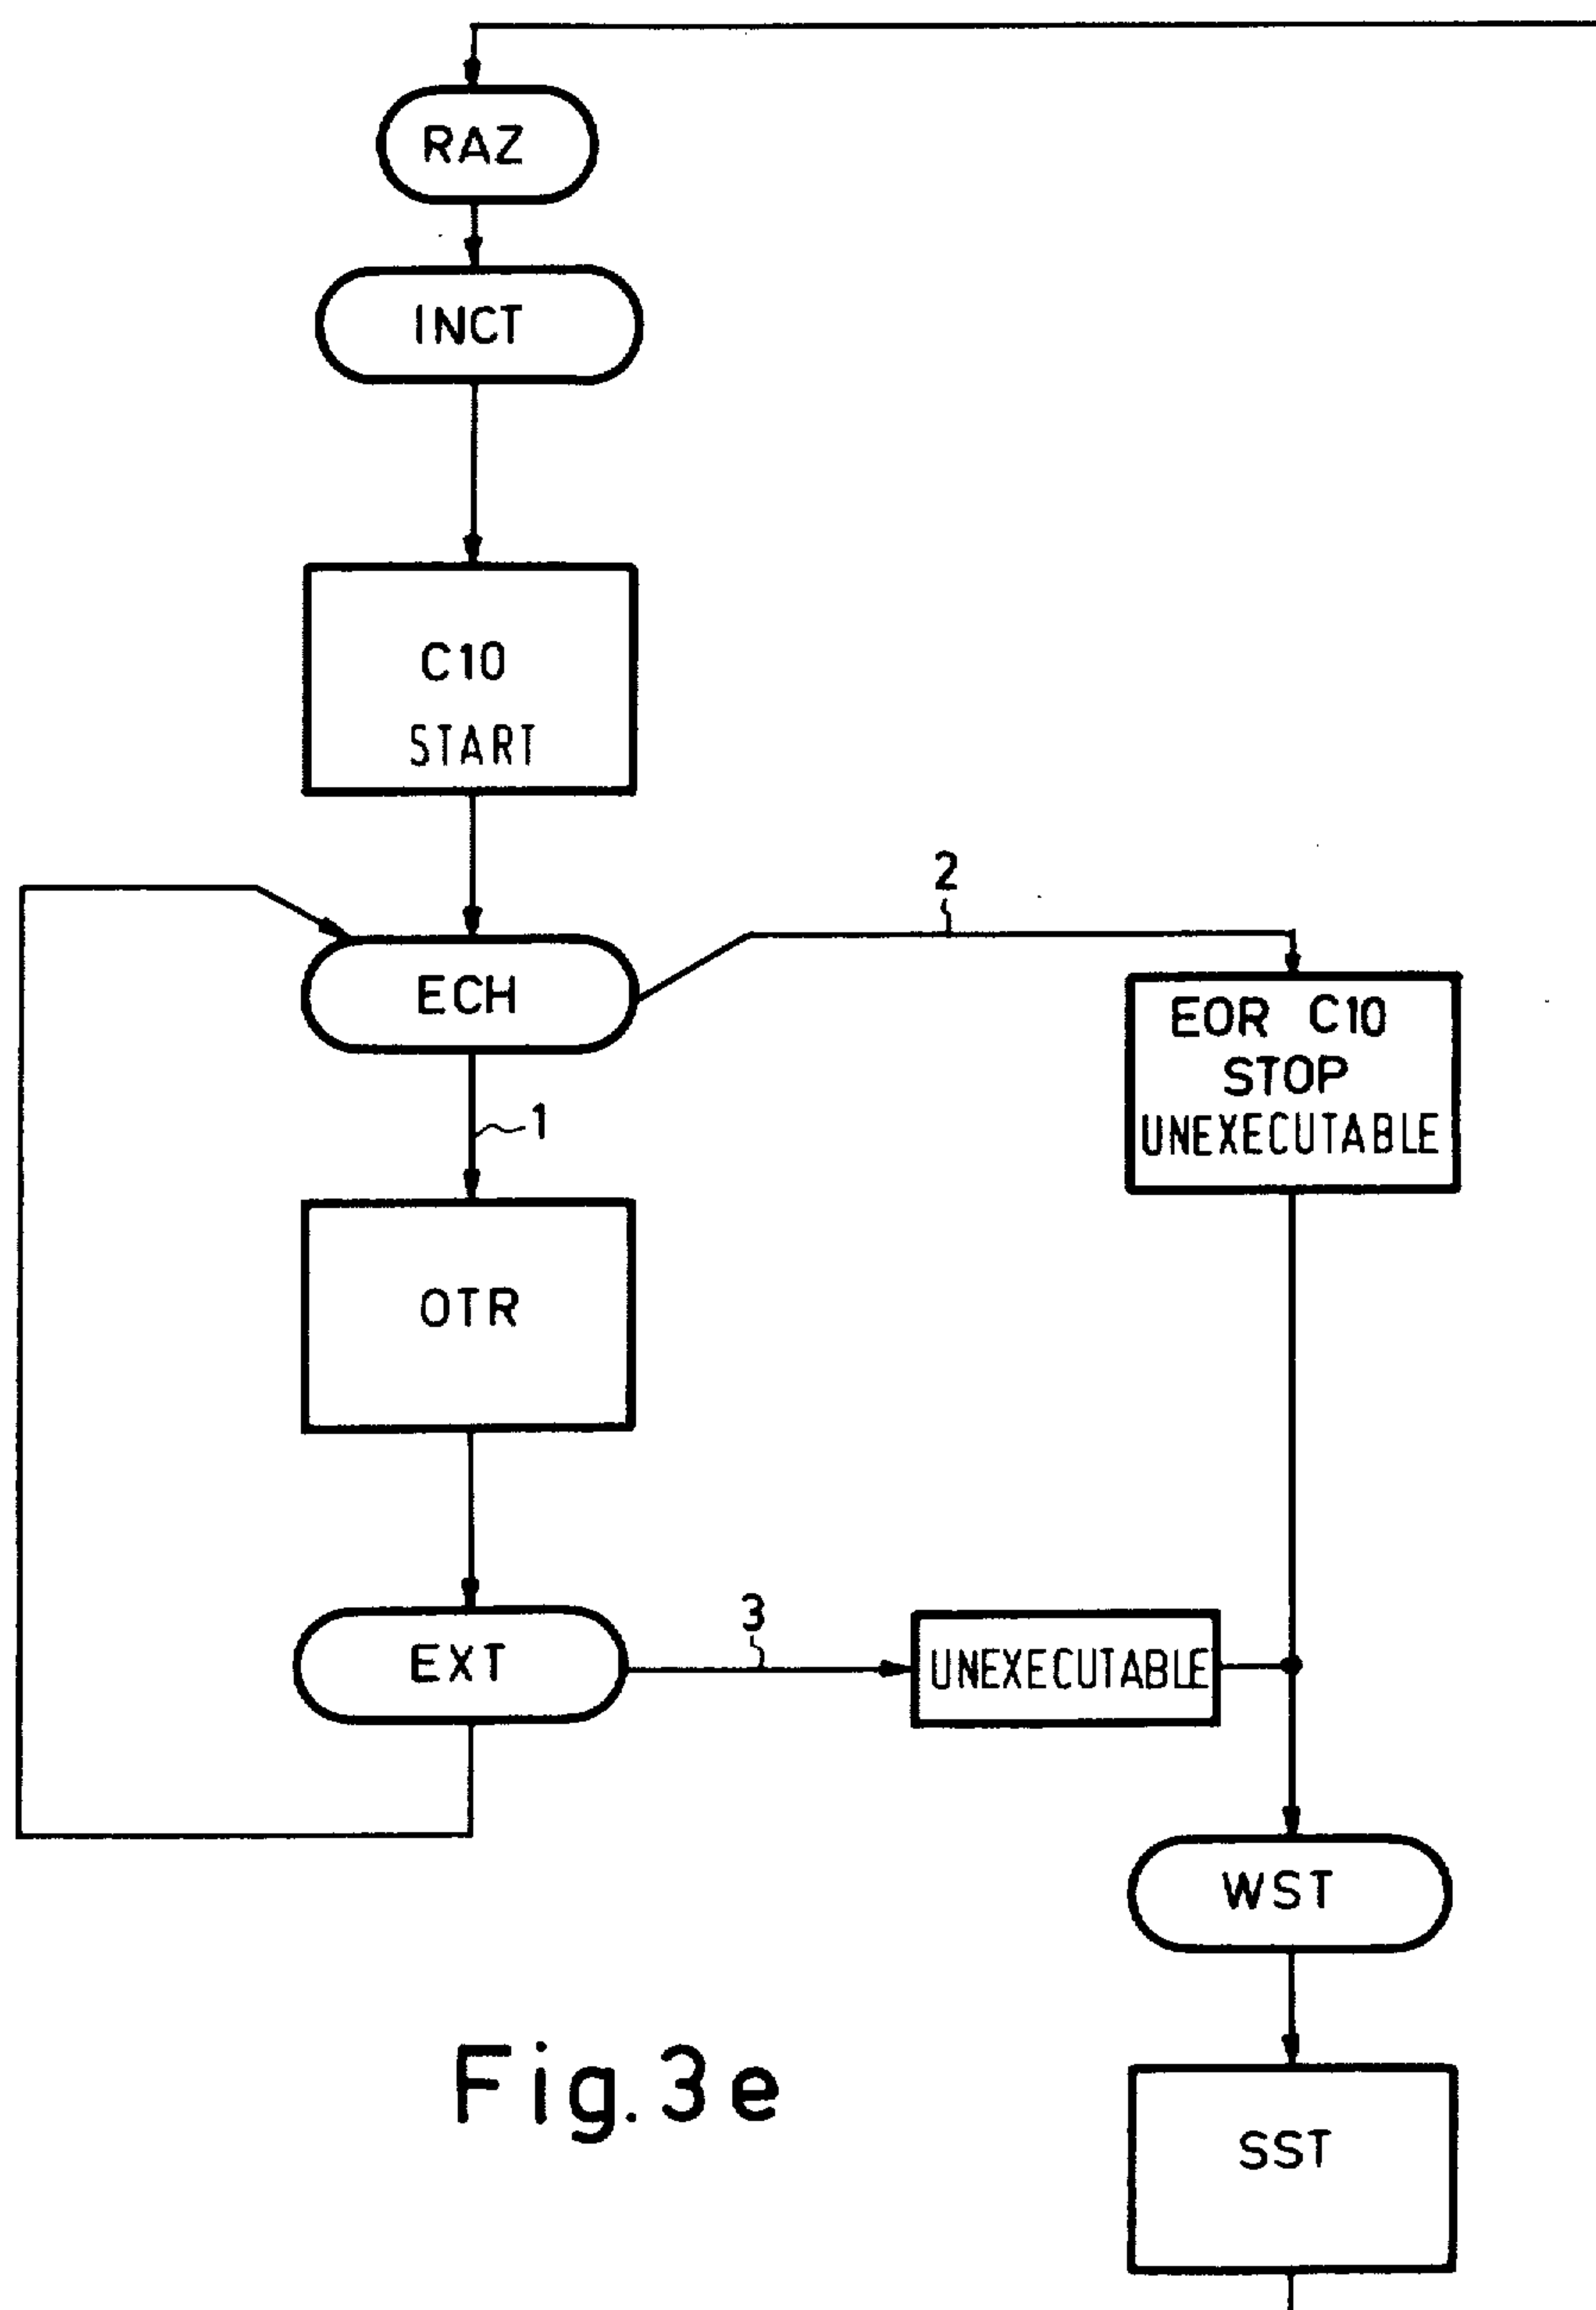 RAZ
INCT
C10
START
2
ECH
EOR C10
STOP
UNEXECUTABLE
1
OTR
3
EXT
UNEXECUTABLE
WST
Fig. 3e
SST